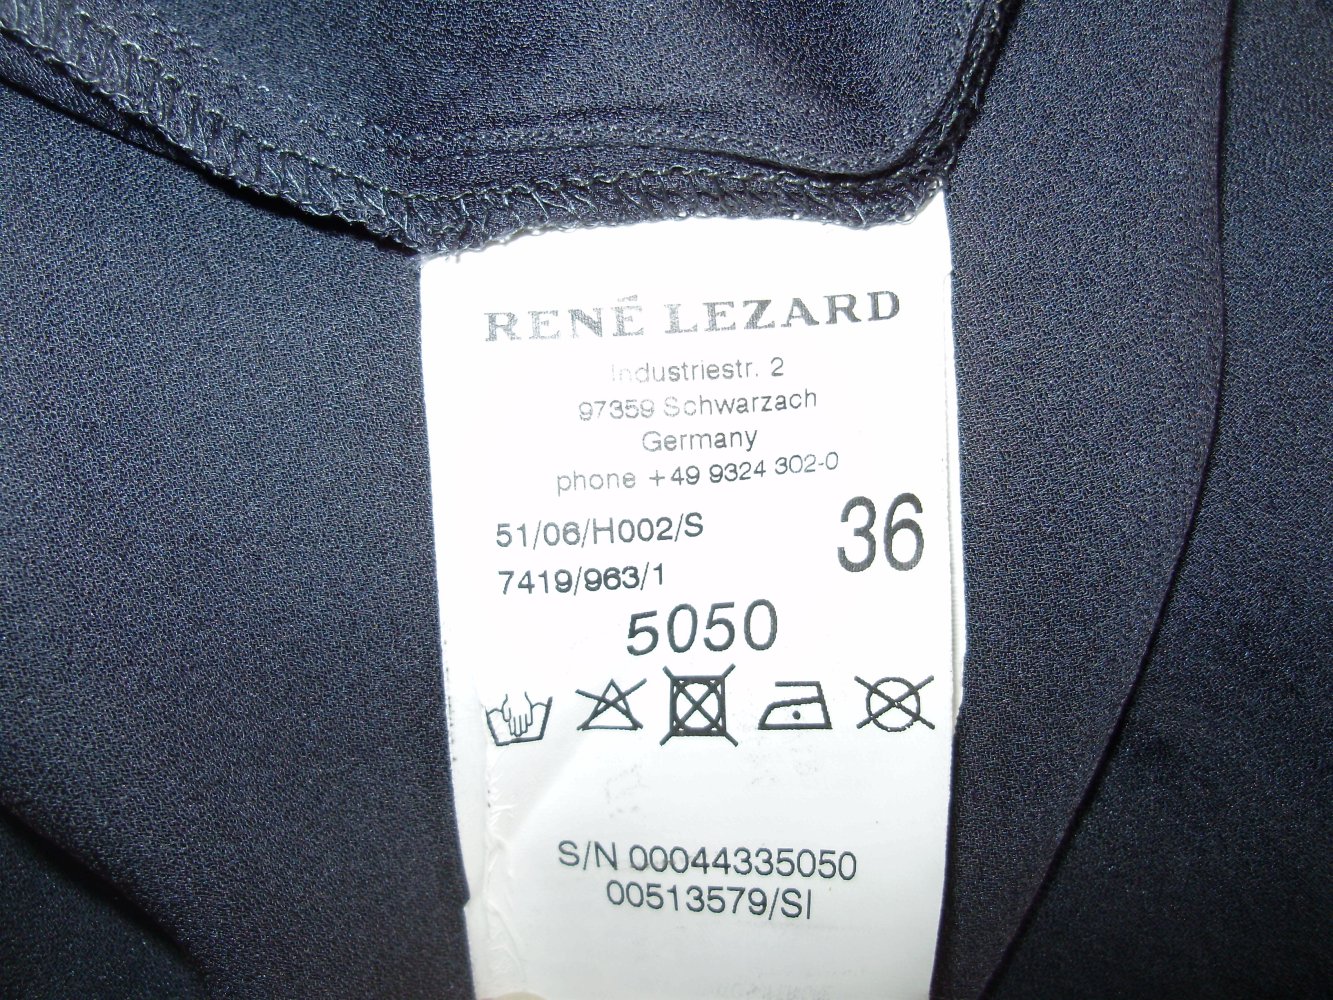 RENÉ LEZARD
Industriestr. 2
97359 Schwarzach
Germany
phone +49 9324 302-0
51/06/H002/S
36
7419/963/1
5050
S/N 00044335050
00513579/SI